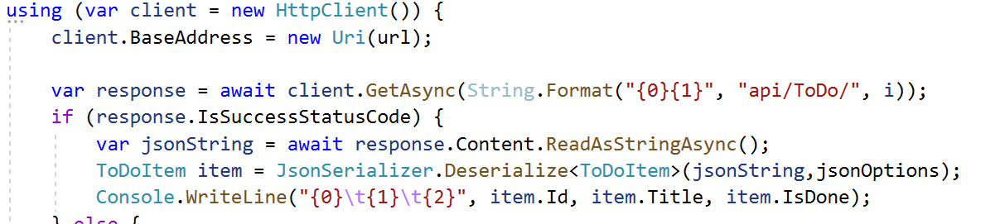 using (var client = new HttpClient()) {
    client.BaseAddress = new Uri(url);

    var response = await client.GetAsync(String.Format("{0}{1}", "api/ToDo/", i));
    if (response.IsSuccessStatusCode) {
        var jsonString = await response.Content.ReadAsStringAsync();
        ToDoItem item = JsonSerializer.Deserialize<ToDoItem>(jsonString,jsonOptions);
        Console.WriteLine("{0}\t{1}\t{2}", item.Id, item.Title, item.IsDone);
    } else {